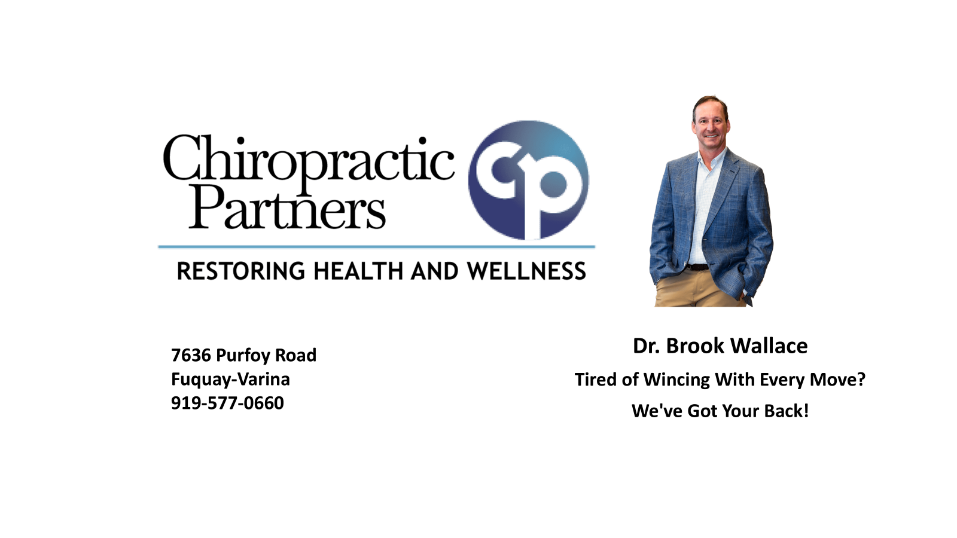 Chiropractic
Partners
cp
RESTORING HEALTH AND WELLNESS
7636 Purfoy Road
Fuquay-Varina
919-577-0660
Dr. Brook Wallace
Tired of Wincing With Every Move?
We've Got Your Back!